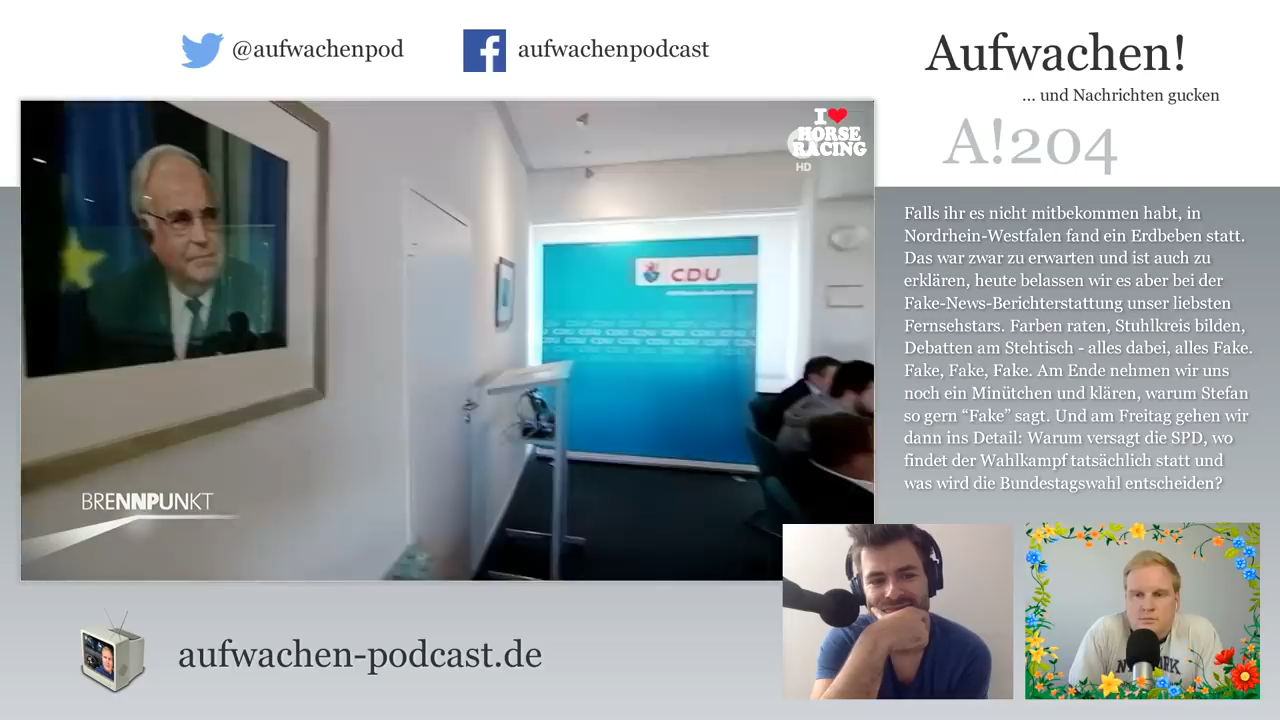 @aufwachenpod
aufwachenpodcast
Aufwachen!
... und Nachrichten gucken
A!204
I
HORSE
RACING
HD
CDU
BRENNPUNKT
Falls ihr es nicht mitbekommen habt, in
Nordrhein-Westfalen fand ein Erdbeben statt.
Das war zwar zu erwarten und ist auch zu
erklären, heute belassen wir es aber bei der
Fake-News-Berichterstattung unser liebsten
Fernsehstars. Farben raten, Stuhlkreis bilden,
Debatten am Stehtisch - alles dabei, alles Fake.
Fake, Fake, Fake. Am Ende nehmen wir uns
noch ein Minütchen und klären, warum Stefan
so gern “Fake” sagt. Und am Freitag gehen wir
dann ins Detail: Warum versagt die SPD, wo
findet der Wahlkampf tatsächlich statt und
was wird die Bundestagswahl entscheiden?
aufwachen-podcast.de